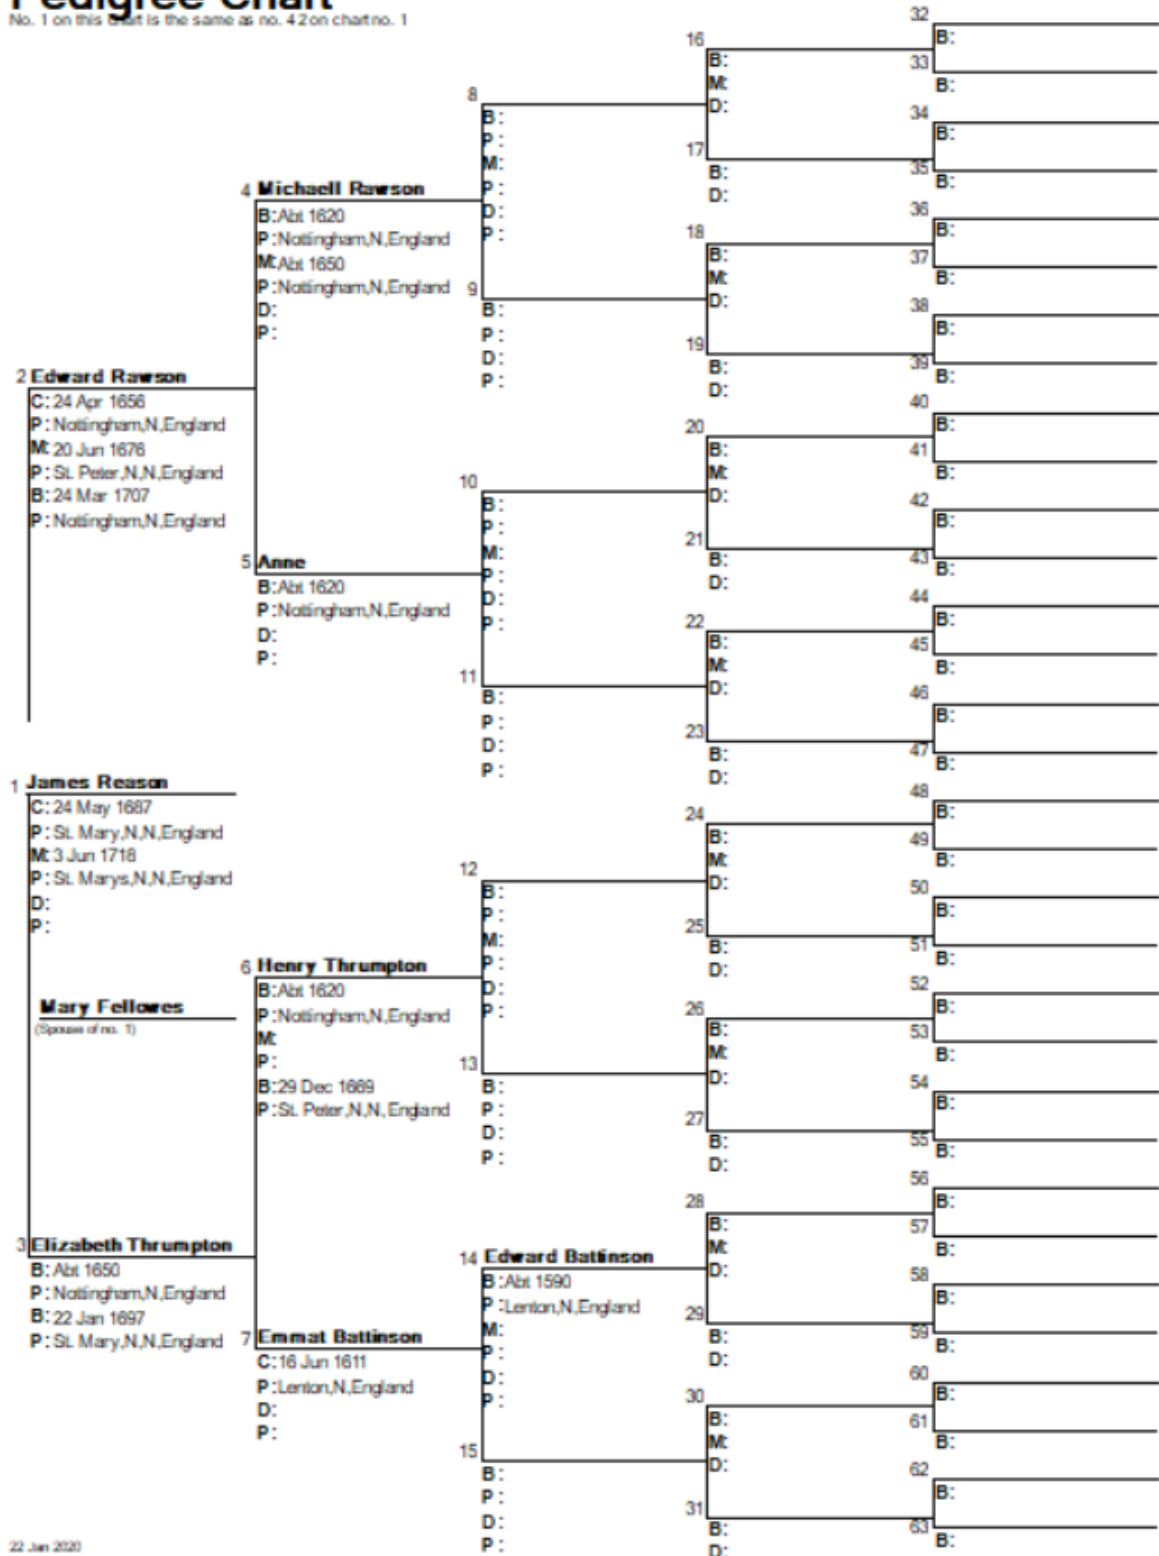 Pedigree Chart
No. 1 on this chart is the same as no. 42 on chart no. 1
1 James Reason
C: 24 May 1687
P: St. Mary,N,N,England
M: 3 Jun 1718
P: St. Marys,N,N,England
D:
P:
Mary Fellowes
(Spouse of no. 1)
2 Edward Rawson
C: 24 Apr 1656
P: Nottingham,N,England
M: 20 Jun 1676
P: St. Peter,N,N,England
B: 24 Mar 1707
P: Nottingham,N,England
3 Elizabeth Thrumpton
B: Abt 1650
P: Nottingham,N,England
B: 22 Jan 1697
P: St. Mary,N,N,England
4 Michaell Rawson
B: Abt 1620
P: Nottingham,N,England
M: Abt 1650
P: Nottingham,N,England
D:
P:
5 Anne
B: Abt 1620
P: Nottingham,N,England
D:
P:
6 Henry Thrumpton
B: Abt 1620
P: Nottingham,N,England
M:
P:
B: 29 Dec 1669
P: St. Peter,N,N, England
7 Emmat Battinson
C: 16 Jun 1611
P: Lenton,N,England
D:
P:
8
B:
P:
M:
P:
D:
P:
9
B:
P:
D:
P:
10
B:
P:
M:
P:
D:
P:
11
B:
P:
D:
P:
12
B:
P:
M:
P:
D:
P:
13
B:
P:
D:
P:
14 Edward Battinson
B: Abt 1590
P: Lenton,N,England
M:
P:
D:
P:
15
B:
P:
D:
P:
16
B:
M:
D:
17
B:
D:
18
B:
M:
D:
19
B:
D:
20
B:
M:
D:
21
B:
D:
22
B:
M:
D:
23
B:
D:
24
B:
M:
D:
25
B:
D:
26
B:
M:
D:
27
B:
D:
28
B:
M:
D:
29
B:
D:
30
B:
M:
D:
31
B:
D:
32
B:
33
B:
34
B:
35
B:
36
B:
37
B:
38
B:
39
B:
40
B:
41
B:
42
B:
43
B:
44
B:
45
B:
46
B:
47
B:
48
B:
49
B:
50
B:
51
B:
52
B:
53
B:
54
B:
55
B:
56
B:
57
B:
58
B:
59
B:
60
B:
61
B:
62
B:
63
B:
22 Jan 2020